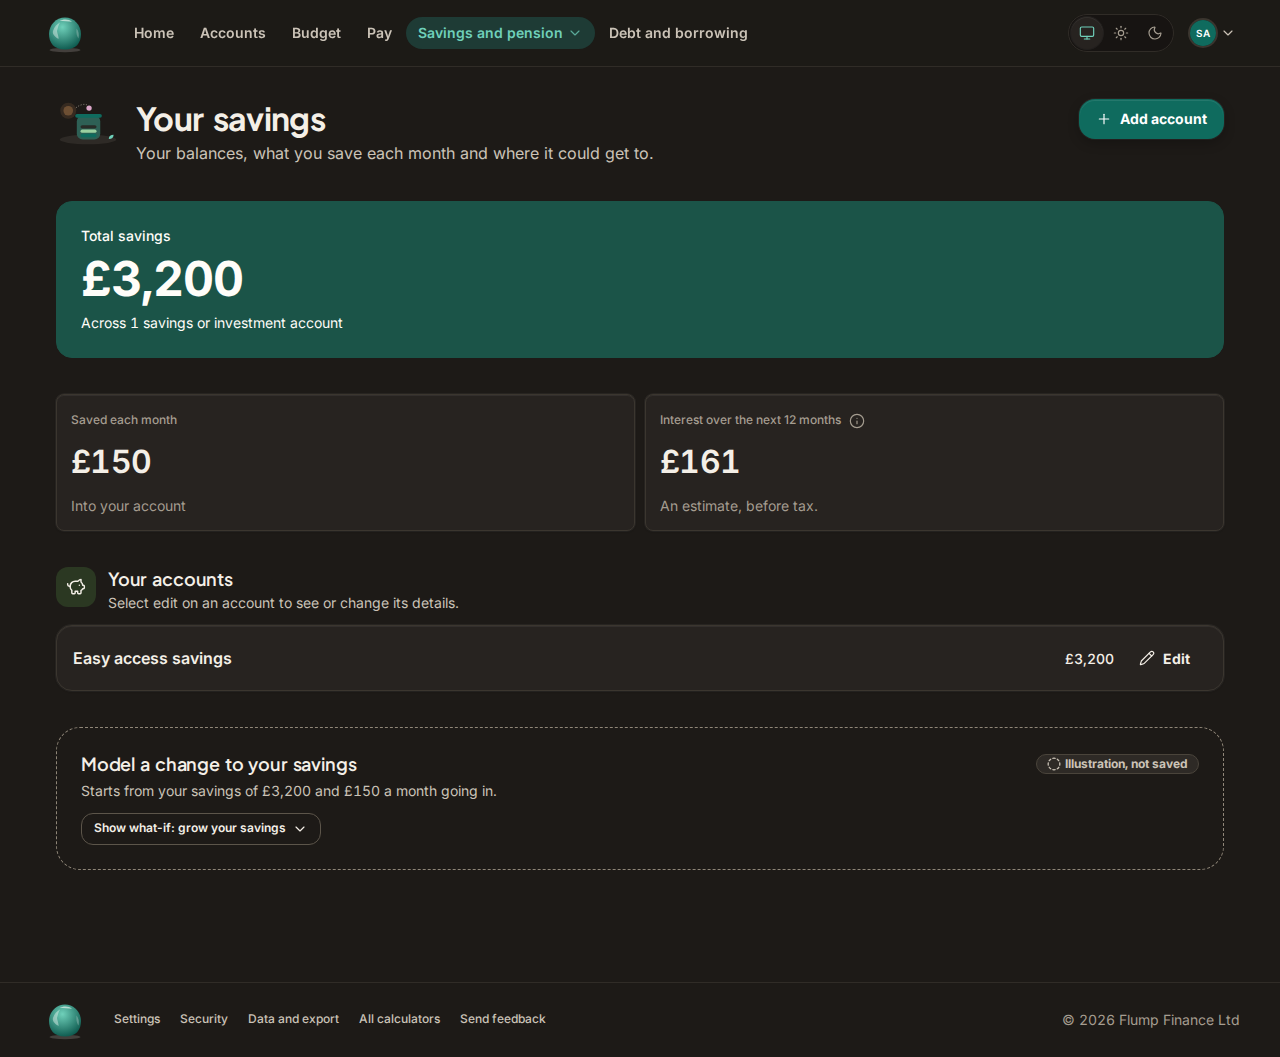 Home Accounts Budget Pay Savings and pension Debt and borrowing SA
Your savings
Your balances, what you save each month and where it could get to.
Add account
Total savings
£3,200
Across 1 savings or investment account
Saved each month
£150
Into your account
Interest over the next 12 months
£161
An estimate, before tax.
Your accounts
Select edit on an account to see or change its details.
Easy access savings £3,200 Edit
Model a change to your savings Illustration, not saved
Starts from your savings of £3,200 and £150 a month going in.
Show what-if: grow your savings
Settings Security Data and export All calculators Send feedback © 2026 Flump Finance Ltd